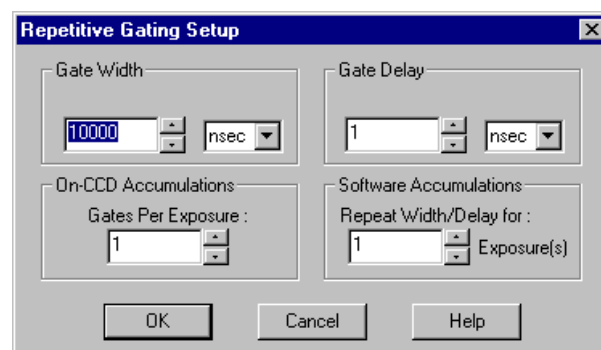 Repetitive Gating Setup
Gate Width
10000
nsec
Gate Delay
1
nsec
On-CCD Accumulations
Gates Per Exposure :
1
Software Accumulations
Repeat Width/Delay for :
1
Exposure(s)
OK
Cancel
Help